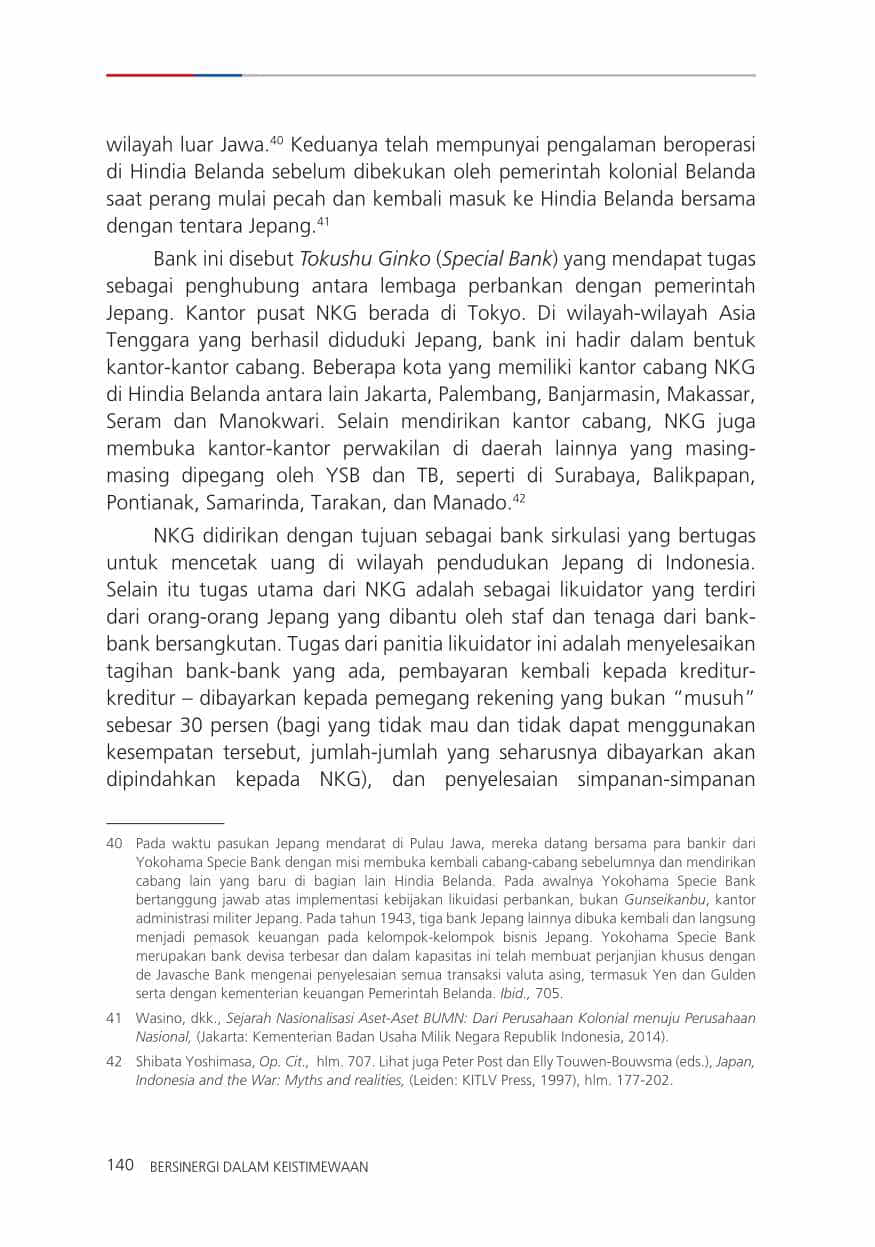 wilayah luar Jawa.40 Keduanya telah mempunyai pengalaman beroperasi
di Hindia Belanda sebelum dibekukan oleh pemerintah kolonial Belanda
saat perang mulai pecah dan kembali masuk ke Hindia Belanda bersama
dengan tentara Jepang.41
Bank ini disebut Tokushu Ginko (Special Bank) yang mendapat tugas
sebagai penghubung antara lembaga perbankan dengan pemerintah
Jepang. Kantor pusat NKG berada di Tokyo. Di wilayah-wilayah Asia
Tenggara yang berhasil diduduki Jepang, bank ini hadir dalam bentuk
kantor-kantor cabang. Beberapa kota yang memiliki kantor cabang NKG
di Hindia Belanda antara lain Jakarta, Palembang, Banjarmasin, Makassar,
Seram dan Manokwari. Selain mendirikan kantor cabang, NKG juga
membuka kantor-kantor perwakilan di daerah lainnya yang masing-
masing dipegang oleh YSB dan TB, seperti di Surabaya, Balikpapan,
Pontianak, Samarinda, Tarakan, dan Manado.42
NKG didirikan dengan tujuan sebagai bank sirkulasi yang bertugas
untuk mencetak uang di wilayah pendudukan Jepang di Indonesia.
Selain itu tugas utama dari NKG adalah sebagai likuidator yang terdiri
dari orang-orang Jepang yang dibantu oleh staf dan tenaga dari bank-
bank bersangkutan. Tugas dari panitia likuidator ini adalah menyelesaikan
tagihan bank-bank yang ada, pembayaran kembali kepada kreditur-
kreditur – dibayarkan kepada pemegang rekening yang bukan “musuh”
sebesar 30 persen (bagi yang tidak mau dan tidak dapat menggunakan
kesempatan tersebut, jumlah-jumlah yang seharusnya dibayarkan akan
dipindahkan kepada NKG), dan penyelesaian simpanan-simpanan
40 Pada waktu pasukan Jepang mendarat di Pulau Jawa, mereka datang bersama para bankir dari
Yokohama Specie Bank dengan misi membuka kembali cabang-cabang sebelumnya dan mendirikan
cabang lain yang baru di bagian lain Hindia Belanda. Pada awalnya Yokohama Specie Bank
bertanggung jawab atas implementasi kebijakan likuidasi perbankan, bukan Gunseikanbu, kantor
administrasi militer Jepang. Pada tahun 1943, tiga bank Jepang lainnya dibuka kembali dan langsung
menjadi pemasok keuangan pada kelompok-kelompok bisnis Jepang. Yokohama Specie Bank
merupakan bank devisa terbesar dan dalam kapasitas ini telah membuat perjanjian khusus dengan
de Javasche Bank mengenai penyelesaian semua transaksi valuta asing, termasuk Yen dan Gulden
serta dengan kementerian keuangan Pemerintah Belanda. Ibid., 705.
41 Wasino, dkk., Sejarah Nasionalisasi Aset-Aset BUMN: Dari Perusahaan Kolonial menuju Perusahaan
Nasional, (Jakarta: Kementerian Badan Usaha Milik Negara Republik Indonesia, 2014).
42 Shibata Yoshimasa, Op. Cit., hlm. 707. Lihat juga Peter Post dan Elly Touwen-Bouwsma (eds.), Japan,
Indonesia and the War: Myths and realities, (Leiden: KITLV Press, 1997), hlm. 177-202.
140 BERSINERGI DALAM KEISTIMEWAAN